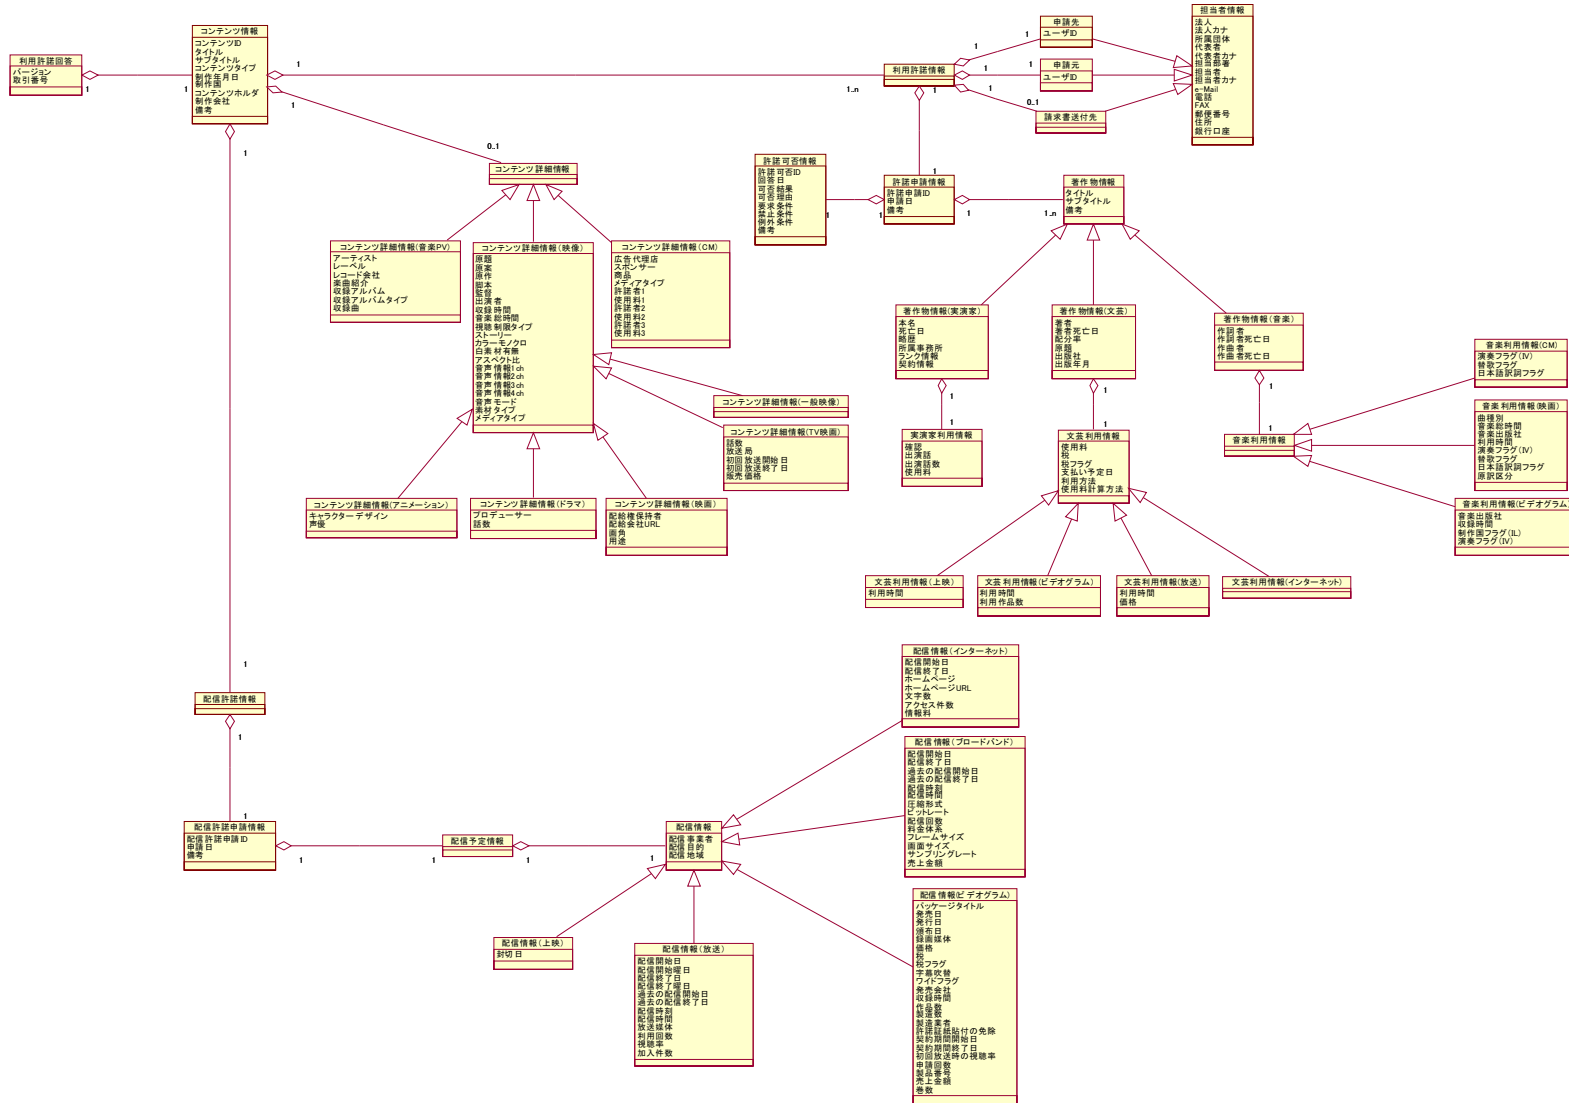 利用許諾回答
バージョン
取引番号
コンテンツ情報
コンテンツID
タイトル
サブタイトル
コンテンツタイプ
制作年月日
制作国
コンテンツホルダ
制作会社
備考
利用許諾情報
申請先
ユーザID
申請元
ユーザID
請求書送付先
担当者情報
法人
法人カナ
所属団体
代表者
代表者カナ
担当部署
担当者
担当者カナ
e-Mail
電話
FAX
郵便番号
住所
銀行口座
1
1
1
1
1
1
1
1
1
1
0..1
1..n
1
0..1
1
コンテンツ詳細情報
許諾可否情報
許諾可否ID
回答日
可否結果
可否理由
要求条件
禁止条件
例外条件
備考
許諾申請情報
許諾申請ID
申請日
備考
著作物情報
タイトル
サブタイトル
備考
1
1
1
1
1..n
コンテンツ詳細情報(音楽PV)
アーティスト
レーベル
レコード会社
楽曲紹介
収録アルバム
収録アルバムタイプ
収録曲
コンテンツ詳細情報(映像)
原題
原案
原作
脚本
監督
出演者
収録時間
音楽総時間
視聴制限タイプ
ストーリー
カラーモノクロ
白素材有無
アスペクト比
音声情報1ch
音声情報2ch
音声情報3ch
音声情報4ch
音声モード
素材タイプ
メディアタイプ
コンテンツ詳細情報(CM)
広告代理店
スポンサー
商品
メディアタイプ
許諾者1
使用料1
許諾者2
使用料2
許諾者3
使用料3
著作物情報(実演家)
本名
死亡日
略歴
所属事務所
ランク情報
契約情報
著作物情報(文芸)
著者
著者死亡日
配分率
原題
出版社
出版年月
著作物情報(音楽)
作詞者
作詞者死亡日
作曲者
作曲者死亡日
音楽利用情報(CM)
演奏フラグ(IV)
替歌フラグ
日本語訳詞フラグ
コンテンツ詳細情報(一般映像)
コンテンツ詳細情報(TV映画)
話数
放送局
初回放送開始日
初回放送終了日
販売価格
1
1
1
1
1
1
実演家利用情報
確認
出演話
出演話数
使用料
文芸利用情報
使用料
税
税フラグ
支払い予定日
利用方法
使用料計算方法
音楽利用情報
音楽利用情報(映画)
曲種別
音楽総時間
音楽出版社
利用時間
演奏フラグ(IV)
替歌フラグ
日本語訳詞フラグ
原訳区分
コンテンツ詳細情報(アニメーション)
キャラクターデザイン
声優
コンテンツ詳細情報(ドラマ)
プロデューサー
話数
コンテンツ詳細情報(映画)
配給権保持者
配給会社URL
画角
用途
音楽利用情報(ビデオグラム)
音楽出版社
収録時間
制作国フラグ(IL)
演奏フラグ(IV)
文芸利用情報(上映)
利用時間
文芸利用情報(ビデオグラム)
利用時間
利用作品数
文芸利用情報(放送)
利用時間
価格
文芸利用情報(インターネット)
1
配信許諾情報
1
1
配信情報(インターネット)
配信開始日
配信終了日
ホームページ
ホームページURL
文字数
アクセス件数
情報料
配信情報(ブロードバンド)
配信開始日
配信終了日
過去の配信開始日
過去の配信終了日
配信時刻
配信時間
圧縮形式
ビットレート
配信回数
料金体系
フレームサイズ
画面サイズ
サンプリングレート
売上金額
配信許諾申請情報
配信許諾申請ID
申請日
備考
配信予定情報
配信情報
配信事業者
配信目的
配信地域
1
1
1
1
配信情報(上映)
封切日
配信情報(放送)
配信開始日
配信開始曜日
配信終了日
配信終了曜日
過去の配信開始日
過去の配信終了日
配信時刻
配信時間
放送媒体
利用回数
視聴率
加入件数
配信情報(ビデオグラム)
パッケージタイトル
発売日
発行日
頒布日
録画媒体
価格
税
税フラグ
字幕吹替
ワイドフラグ
発売会社
収録時間
作品数
製造数
製造業者
許諾証紙貼付の免除
契約期間開始日
契約期間終了日
初回放送時の視聴率
申請回数
製品番号
売上金額
巻数